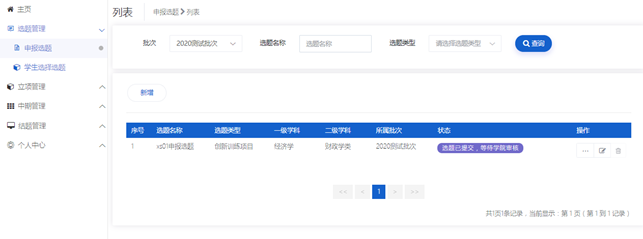 主页
选题管理
申报选题
学生选择选题
立项管理
中期管理
结题管理
个人中心
列表 申报选题 > 列表
批次 2020测试批次 选题名称 选题名称 选题类型 请选择选题类型 查询
新增
序号 选题名称 选题类型 一级学科 二级学科 所属批次 状态 操作
1 xs01申报选题 创新训练项目 经济学 财政学类 2020测试批次 选题已提交，等待学院审核 ...
<< < 1 > >>
共1页1条记录，当前显示：第 1 页 ( 第 1 到 1 记录 )